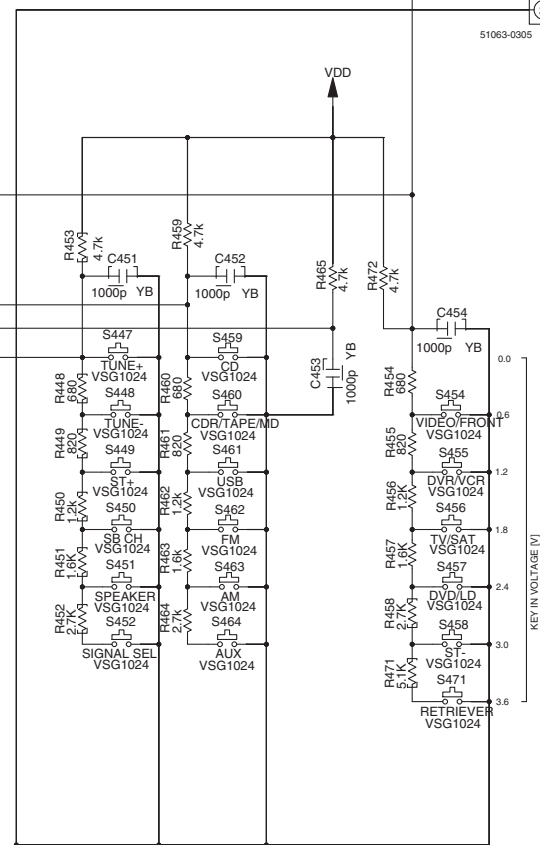 51063-0305
VDD
R453
4.7k
R459
4.7k
R465
4.7k
R472
4.7k
C451
1000p YB
C452
1000p YB
C453
1000p YB
C454
1000p YB
S447
TUNE+
VSG1024
R448
680
S448
TUNE-
VSG1024
R449
820
S449
ST+
VSG1024
R450
1.2k
S450
SB CH
VSG1024
R451
1.6K
S451
SPEAKER
VSG1024
R452
2.7K
S452
SIGNAL SEL
VSG1024
S459
CD
VSG1024
R460
680
S460
CDR/TAPE/MD
VSG1024
R461
820
S461
USB
VSG1024
R462
1.2k
S462
FM
VSG1024
R463
1.6k
S463
AM
VSG1024
R464
2.7k
S464
AUX
VSG1024
R454
680
S454
VIDEO/FRONT
VSG1024
R455
820
S455
DVR/VCR
VSG1024
R456
1.2K
S456
TV/SAT
VSG1024
R457
1.6K
S457
DVD/LD
VSG1024
R458
2.7K
S458
ST-
VSG1024
R471
5.1K
S471
RETRIEVER
VSG1024
0.0
0.6
1.2
1.8
2.4
3.0
3.6
KEY IN VOLTAGE [V]